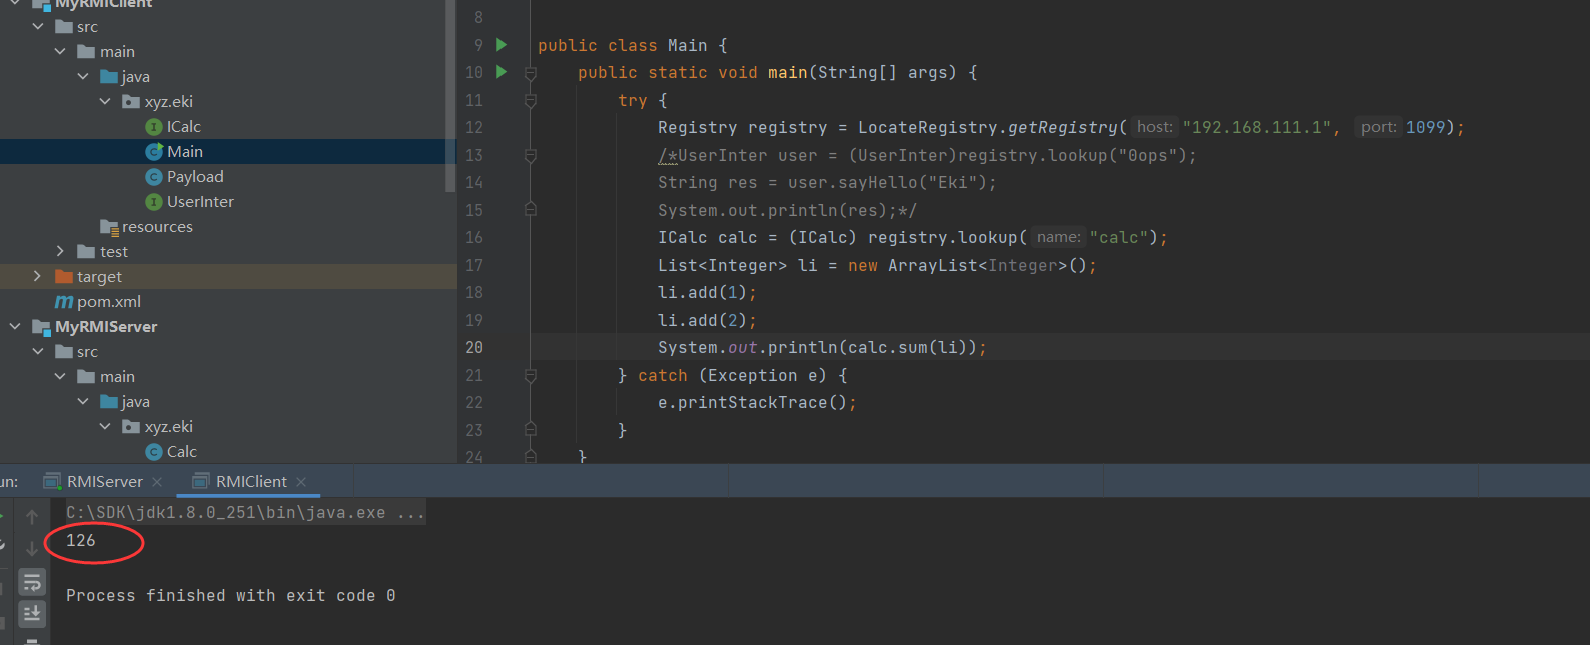 MyRMIClient
src
main
java
xyz.eki
ICalc
Main
Payload
UserInter
resources
test
target
pom.xml
MyRMIServer
src
main
java
xyz.eki
Calc
8
9 public class Main {
10 public static void main(String[] args) {
11 try {
12 Registry registry = LocateRegistry.getRegistry( host: "192.168.111.1", port: 1099);
13 /*UserInter user = (UserInter)registry.lookup("0ops");
14 String res = user.sayHello("Eki");
15 System.out.println(res);*/
16 ICalc calc = (ICalc) registry.lookup( name: "calc");
17 List<Integer> li = new ArrayList<Integer>();
18 li.add(1);
19 li.add(2);
20 System.out.println(calc.sum(li));
21 } catch (Exception e) {
22 e.printStackTrace();
23 }
24 }
un: RMIServer RMIClient
C:\SDK\jdk1.8.0_251\bin\java.exe ...
126
Process finished with exit code 0